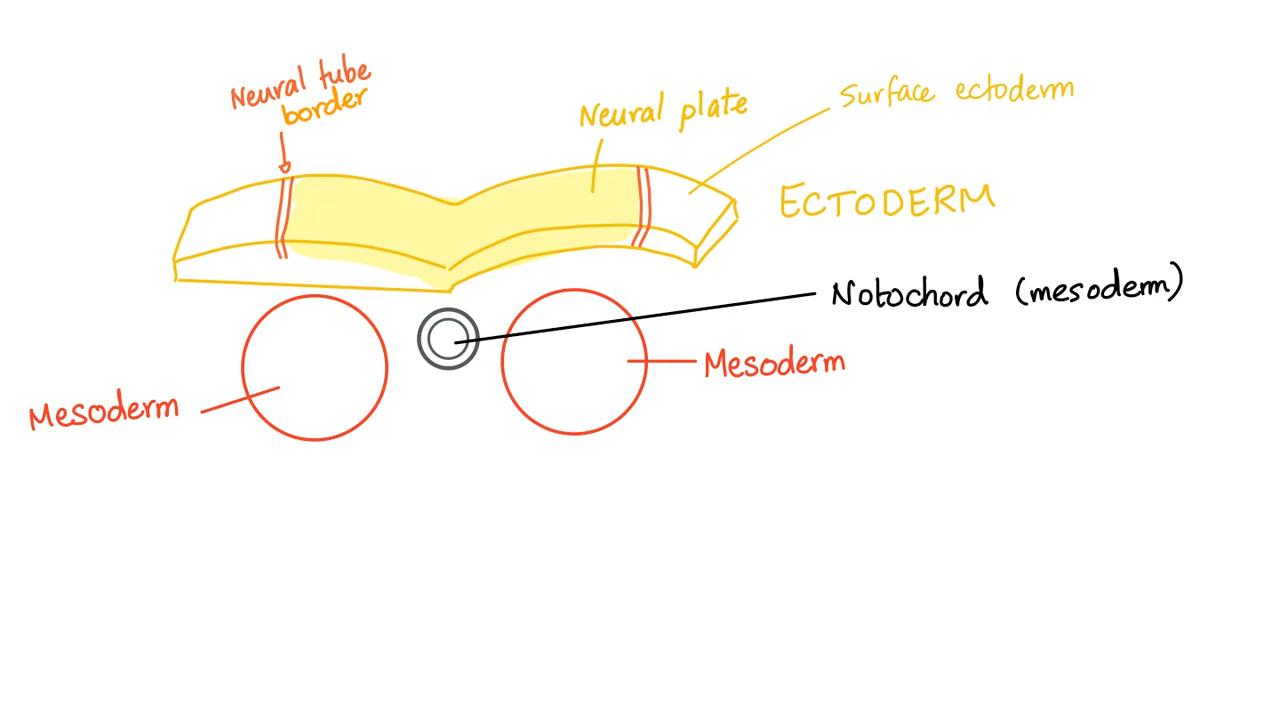 Neural tube
border
Neural plate
Surface ectoderm
ECTODERM
Notochord (mesoderm)
Mesoderm
Mesoderm